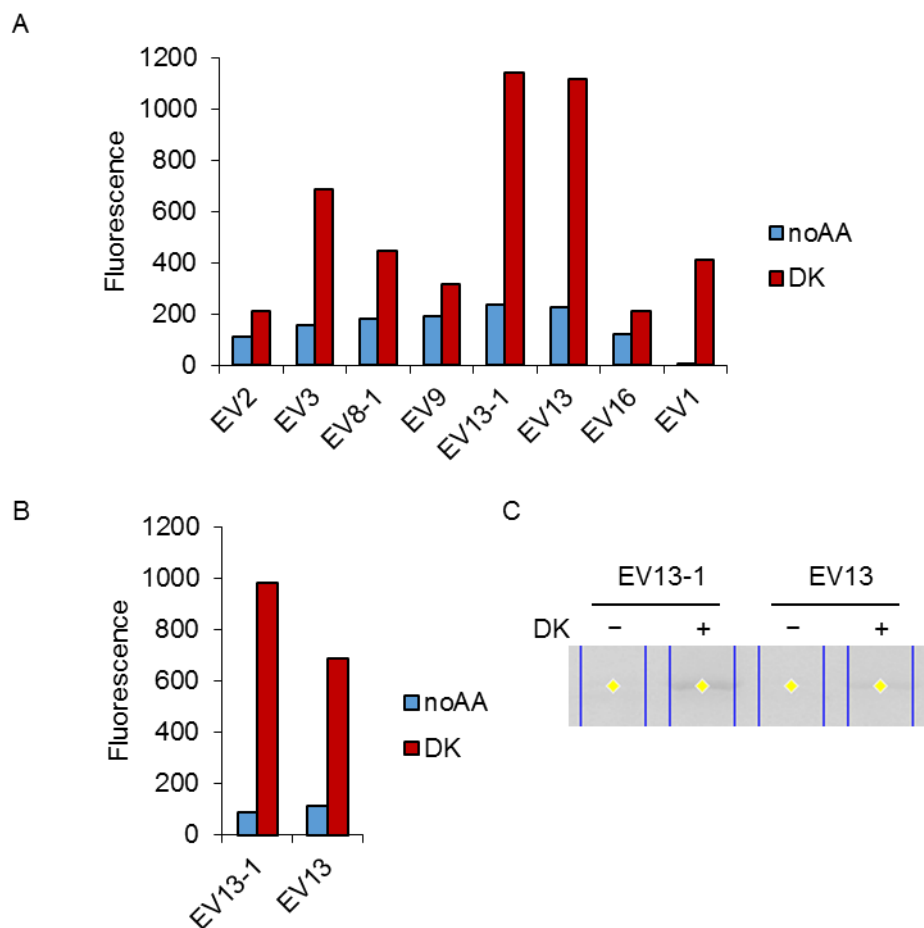 A
1200
1000
800
600
400
200
0
Fluorescence
EV2
EV3
EV8-1
EV9
EV13-1
EV13
EV16
EV1
noAA
DK
B
1200
1000
800
600
400
200
0
Fluorescence
EV13-1
EV13
noAA
DK
C
EV13-1 EV13
DK − + − +